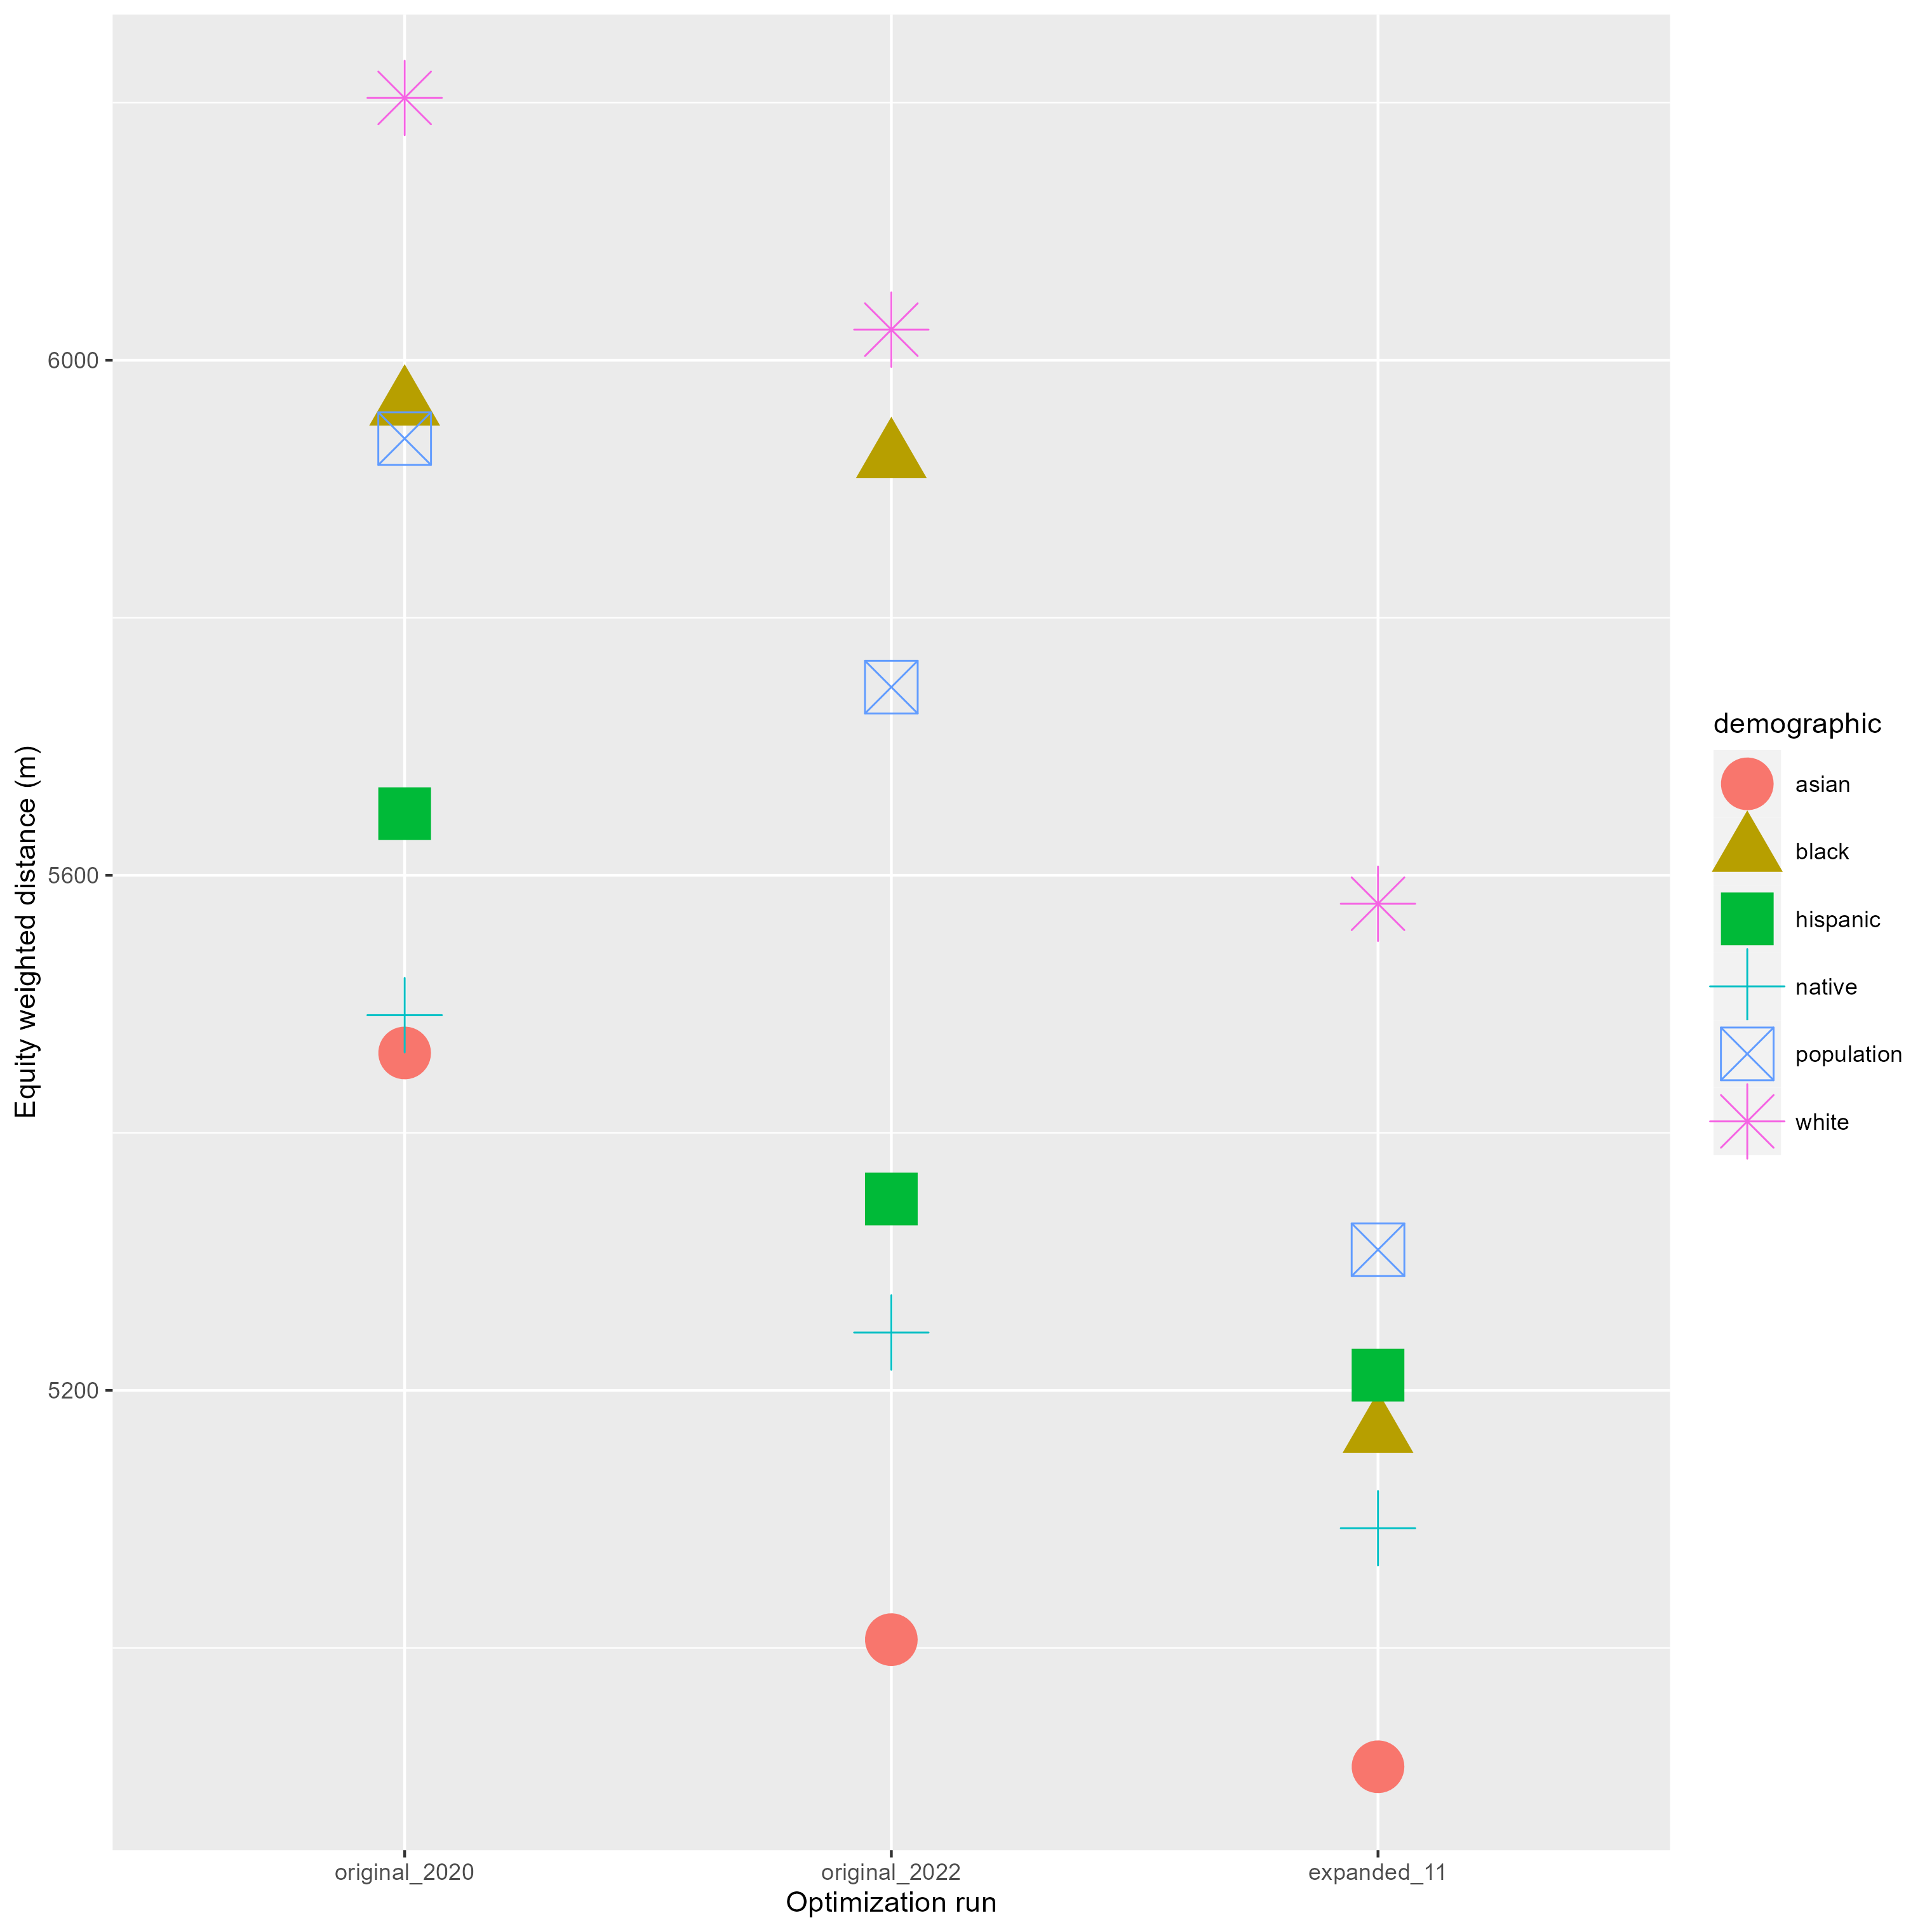 Equity weighted distance (m)
6000
5600
5200
original_2020
original_2022
expanded_11
Optimization run
demographic
asian
black
hispanic
native
population
white